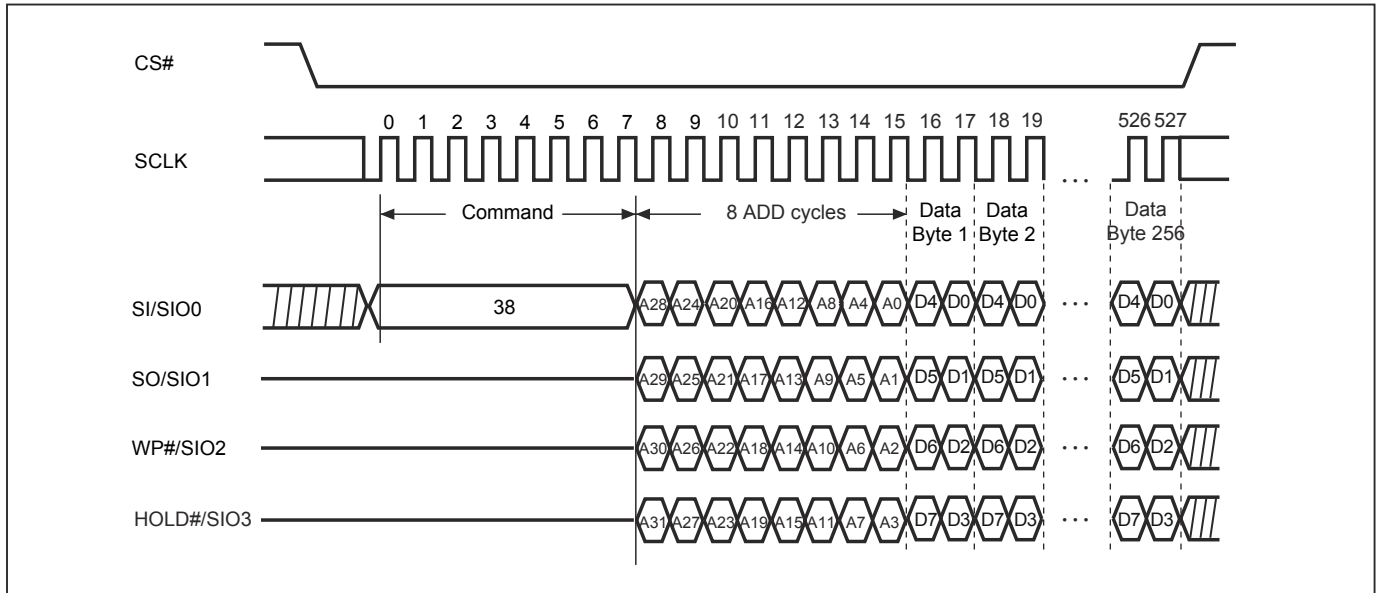 CS#
0 1 2 3 4 5 6 7 8 9 10 11 12 13 14 15 16 17 18 19 526 527
SCLK
...
Command 8 ADD cycles Data Data Data
Byte 1 Byte 2 Byte 256
SI/SIO0 38 A28 A24 A20 A16 A12 A8 A4 A0 D4 D0 D4 D0 ... D4 D0
SO/SIO1 A29 A25 A21 A17 A13 A9 A5 A1 D5 D1 D5 D1 ... D5 D1
WP#/SIO2 A30 A26 A22 A18 A14 A10 A6 A2 D6 D2 D6 D2 ... D6 D2
HOLD#/SIO3 A31 A27 A23 A19 A15 A11 A7 A3 D7 D3 D7 D3 ... D7 D3